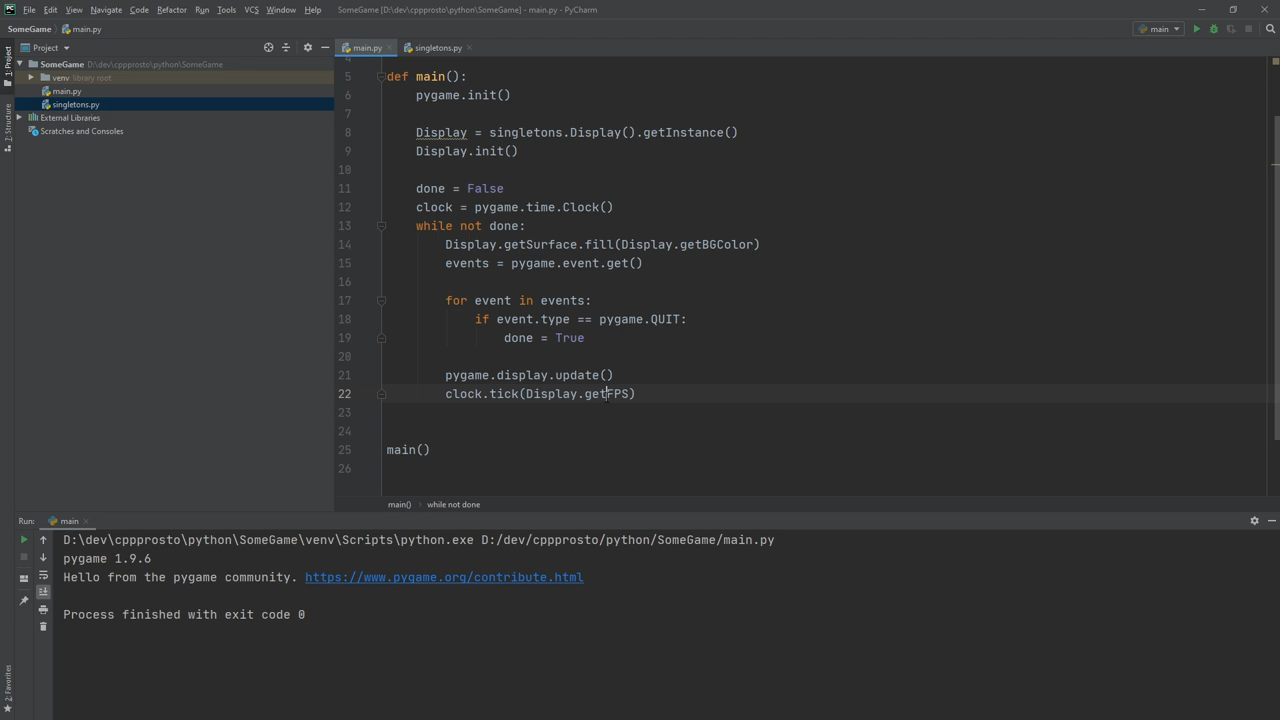 File Edit View Navigate Code Refactor Run Tools VCS Window Help SomeGame [D:\dev\cppprosto\python\SomeGame] - main.py - PyCharm
SomeGame main.py
main
Project
main.py
singletons.py
1: Project
SomeGame D:\dev\cppprosto\python\SomeGame
venv library root
main.py
singletons.py
External Libraries
Scratches and Consoles
7: Structure
4
5 def main():
6 pygame.init()
7
8 Display = singletons.Display().getInstance()
9 Display.init()
10
11 done = False
12 clock = pygame.time.Clock()
13 while not done:
14 Display.getSurface.fill(Display.getBGColor)
15 events = pygame.event.get()
16
17 for event in events:
18 if event.type == pygame.QUIT:
19 done = True
20
21 pygame.display.update()
22 clock.tick(Display.getFPS)
23
24
25 main()
26
main() while not done
Run: main
D:\dev\cppprosto\python\SomeGame\venv\Scripts\python.exe D:/dev/cppprosto/python/SomeGame/main.py
pygame 1.9.6
Hello from the pygame community. https://www.pygame.org/contribute.html
Process finished with exit code 0
2: Favorites